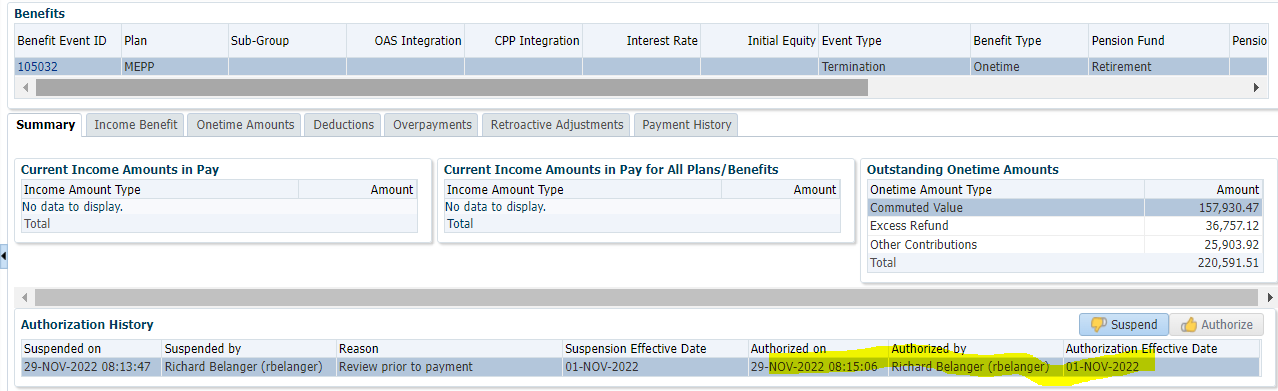 Benefits
Benefit Event ID Plan Sub-Group OAS Integration CPP Integration Interest Rate Initial Equity Event Type Benefit Type Pension Fund Pensio
105032 MEPP Termination Onetime Retirement
Summary Income Benefit Onetime Amounts Deductions Overpayments Retroactive Adjustments Payment History
Current Income Amounts in Pay
Income Amount Type Amount
No data to display.
Total
Current Income Amounts in Pay for All Plans/Benefits
Income Amount Type Amount
No data to display.
Total
Outstanding Onetime Amounts
Onetime Amount Type Amount
Commuted Value 157,930.47
Excess Refund 36,757.12
Other Contributions 25,903.92
Total 220,591.51
Authorization History Suspend Authorize
Suspended on Suspended by Reason Suspension Effective Date Authorized on Authorized by Authorization Effective Date
29-NOV-2022 08:13:47 Richard Belanger (rbelanger) Review prior to payment 01-NOV-2022 29-NOV-2022 08:15:06 Richard Belanger (rbelanger) 01-NOV-2022